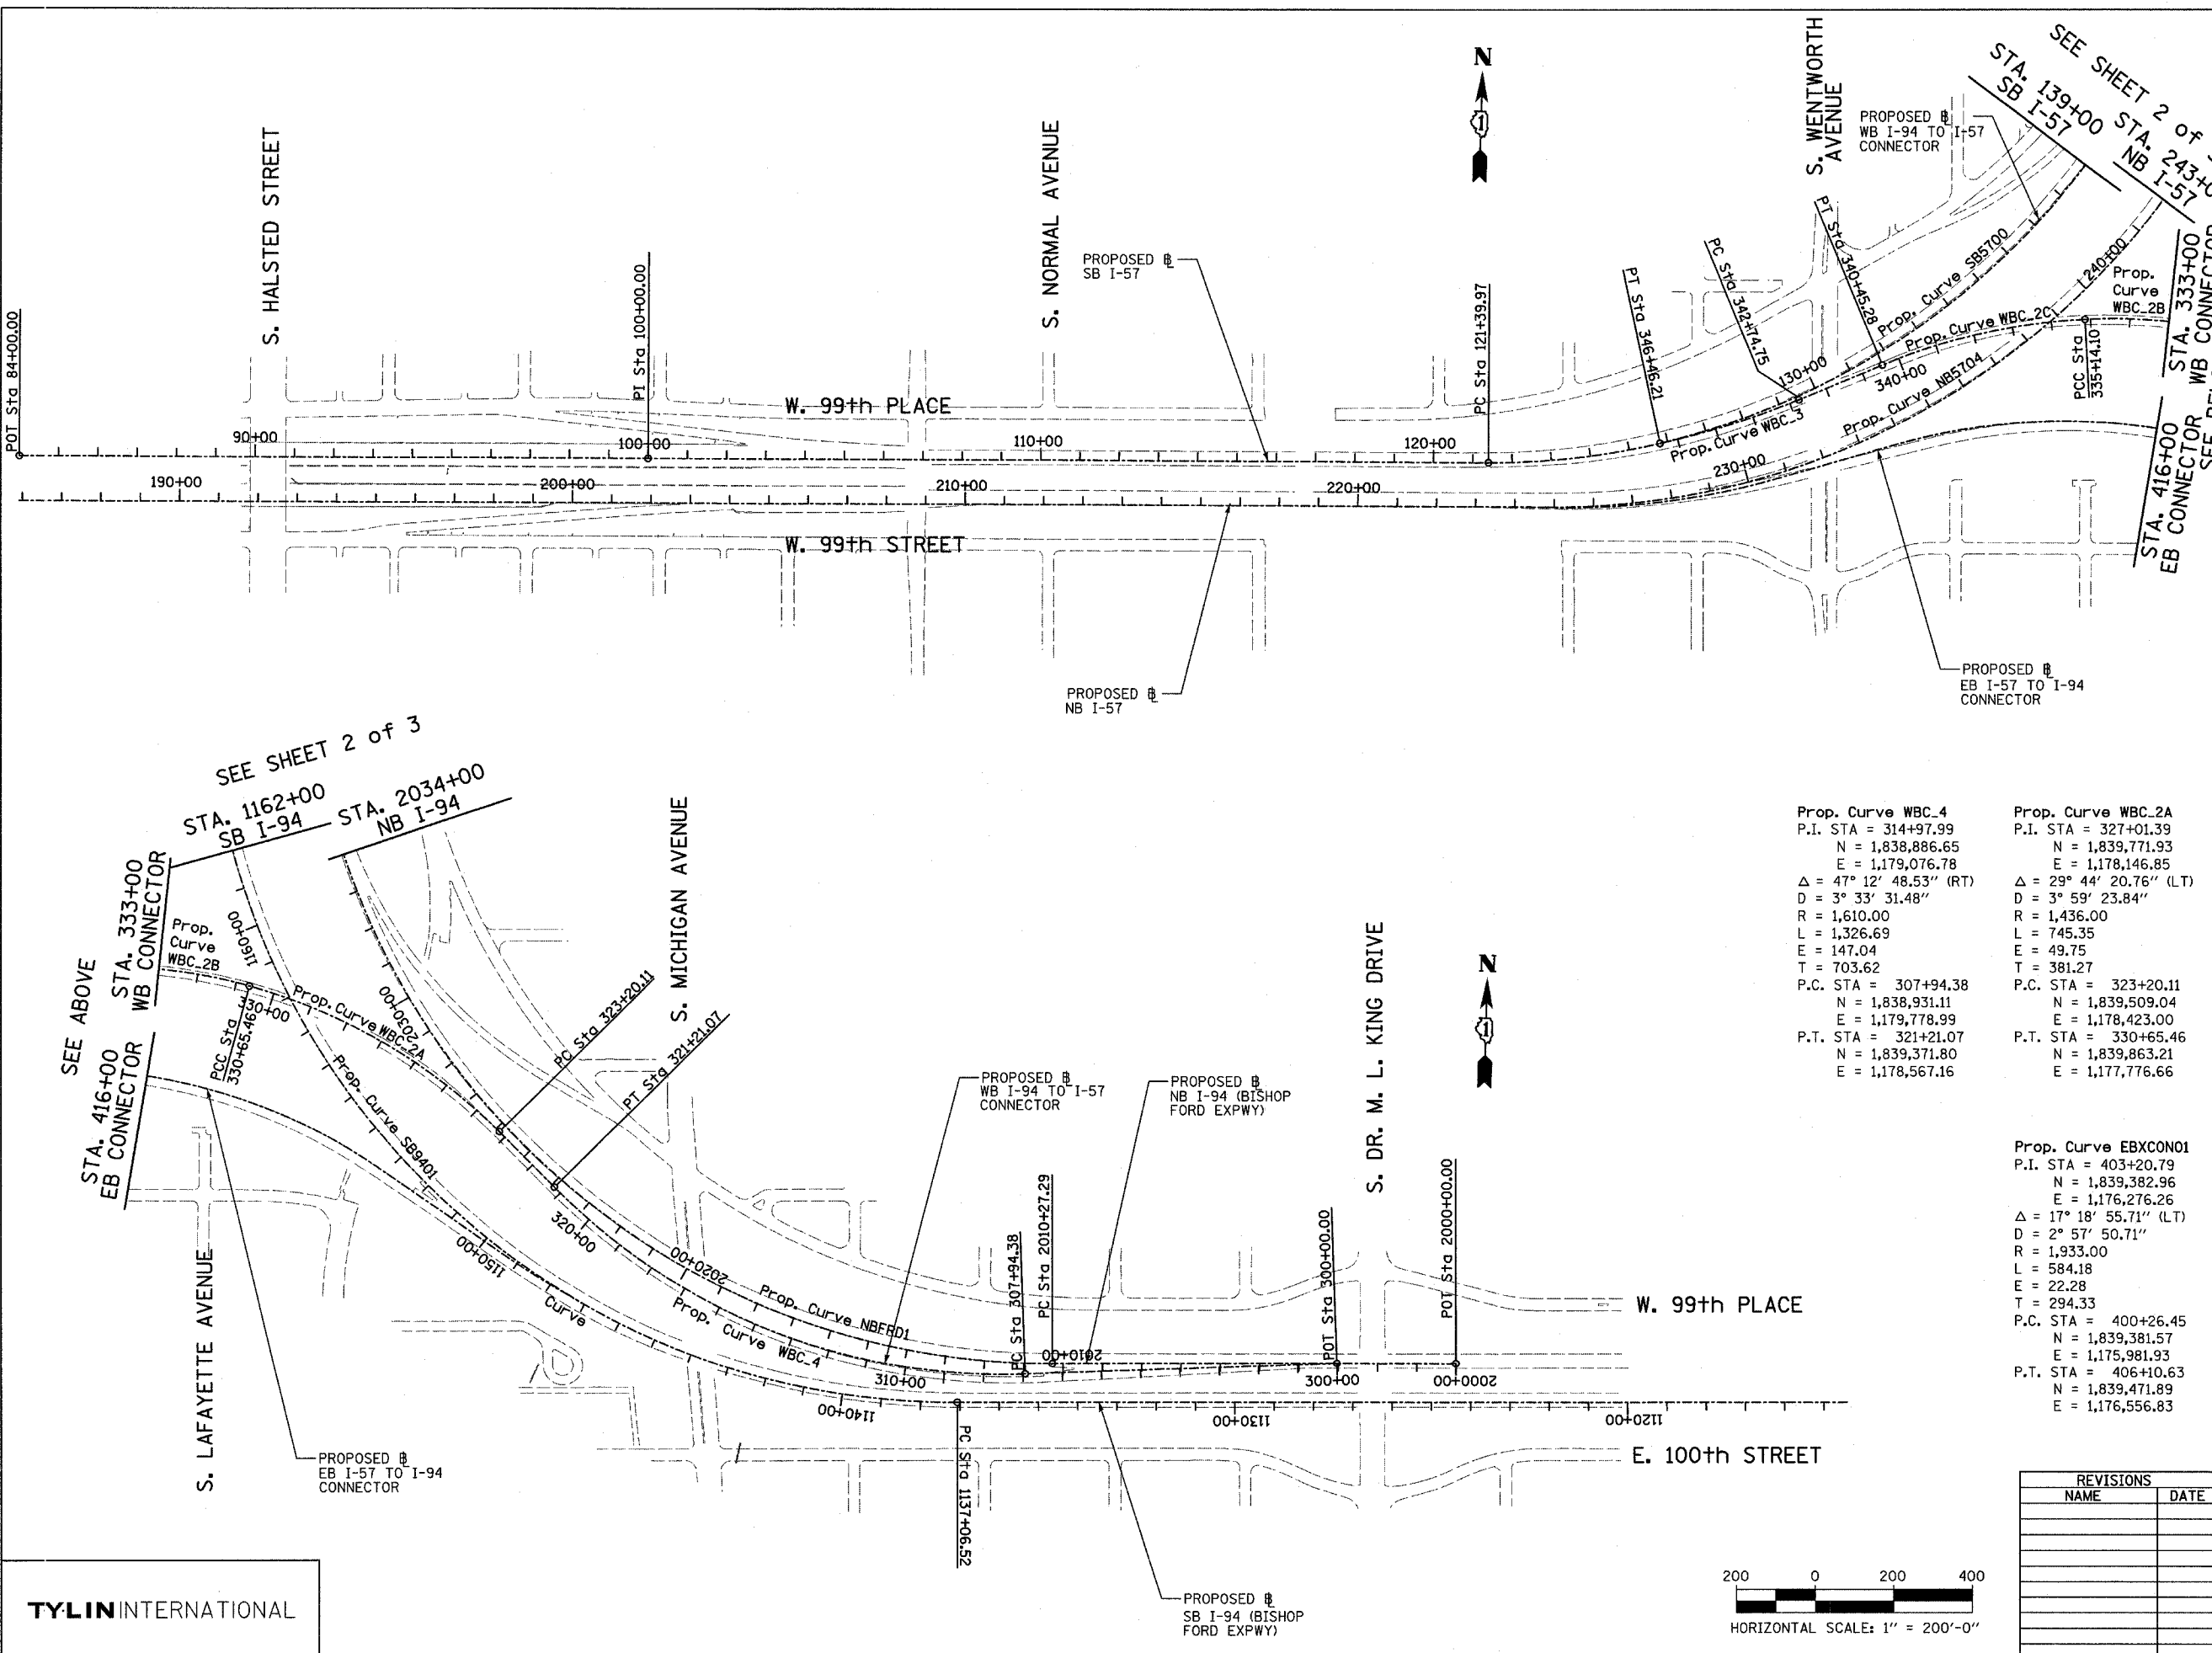 S. HALSTED STREET
S. NORMAL AVENUE
N
1
S. WENTWORTH
AVENUE
PROPOSED ℄
WB I-94 TO I-57
CONNECTOR
SEE SHEET 2 of
STA. 139+00
SB I-57
STA. 243+0
NB I-57
POT Sta 84+00.00
PI Sta 100+00.00
PROPOSED ℄
SB I-57
PC Sta 121+39.97
PT Sta 346+46.21
PC Sta 342+74.75
PT Sta 340+45.28
Prop. Curve SB5700
240+00
Prop.
Curve
WBC_2B
Prop. Curve WBC_2C
PCC Sta
335+14.10
STA. 333+00
WB CONNECTOR
W. 99th PLACE
90+00
100+00
110+00
120+00
130+00
340+00
Prop. Curve WBC_3
Prop. Curve NB5704
190+00
200+00
210+00
220+00
230+00
STA. 416+00
EB CONNECTOR
W. 99th STREET
PROPOSED ℄
NB I-57
PROPOSED ℄
EB I-57 TO I-94
CONNECTOR
SEE SHEET 2 of 3
STA. 1162+00
SB I-94
STA. 2034+00
NB I-94
SEE ABOVE
STA. 333+00
WB CONNECTOR
STA. 416+00
EB CONNECTOR
Prop.
Curve
WBC_2B
1160+00
330+00
PCC Sta
330+65.46
Prop. Curve WBC_2A
2030+00
Prop. Curve SB9401
S. MICHIGAN AVENUE
PC Sta 323+20.11
PT Sta 321+21.07
320+00
2020+00
1150+00
Curve
Prop. Curve NBFRD1
Prop. Curve WBC_4
S. LAFAYETTE AVENUE
PROPOSED ℄
EB I-57 TO I-94
CONNECTOR
PROPOSED ℄
WB I-94 TO I-57
CONNECTOR
PROPOSED ℄
NB I-94 (BISHOP
FORD EXPWY)
S. DR. M. L. KING DRIVE
N
1
PC Sta 307+94.38
PC Sta 2010+27.29
POT Sta 300+00.00
POT Sta 2000+00.00
W. 99th PLACE
310+00
2010+00
300+00
2000+00
1140+00
1130+00
1120+00
PC Sta 1137+06.52
E. 100th STREET
PROPOSED ℄
SB I-94 (BISHOP
FORD EXPWY)
Prop. Curve WBC_4
P.I. STA = 314+97.99
N = 1,838,886.65
E = 1,179,076.78
Δ = 47° 12' 48.53" (RT)
D = 3° 33' 31.48"
R = 1,610.00
L = 1,326.69
E = 147.04
T = 703.62
P.C. STA = 307+94.38
N = 1,838,931.11
E = 1,179,778.99
P.T. STA = 321+21.07
N = 1,839,371.80
E = 1,178,567.16
Prop. Curve WBC_2A
P.I. STA = 327+01.39
N = 1,839,771.93
E = 1,178,146.85
Δ = 29° 44' 20.76" (LT)
D = 3° 59' 23.84"
R = 1,436.00
L = 745.35
E = 49.75
T = 381.27
P.C. STA = 323+20.11
N = 1,839,509.04
E = 1,178,423.00
P.T. STA = 330+65.46
N = 1,839,863.21
E = 1,177,776.66
Prop. Curve EBXCON01
P.I. STA = 403+20.79
N = 1,839,382.96
E = 1,176,276.26
Δ = 17° 18' 55.71" (LT)
D = 2° 57' 50.71"
R = 1,933.00
L = 584.18
E = 22.28
T = 294.33
P.C. STA = 400+26.45
N = 1,839,381.57
E = 1,175,981.93
P.T. STA = 406+10.63
N = 1,839,471.89
E = 1,176,556.83
REVISIONS
NAME DATE
TYLIN INTERNATIONAL
200 0 200 400
HORIZONTAL SCALE: 1" = 200'-0"